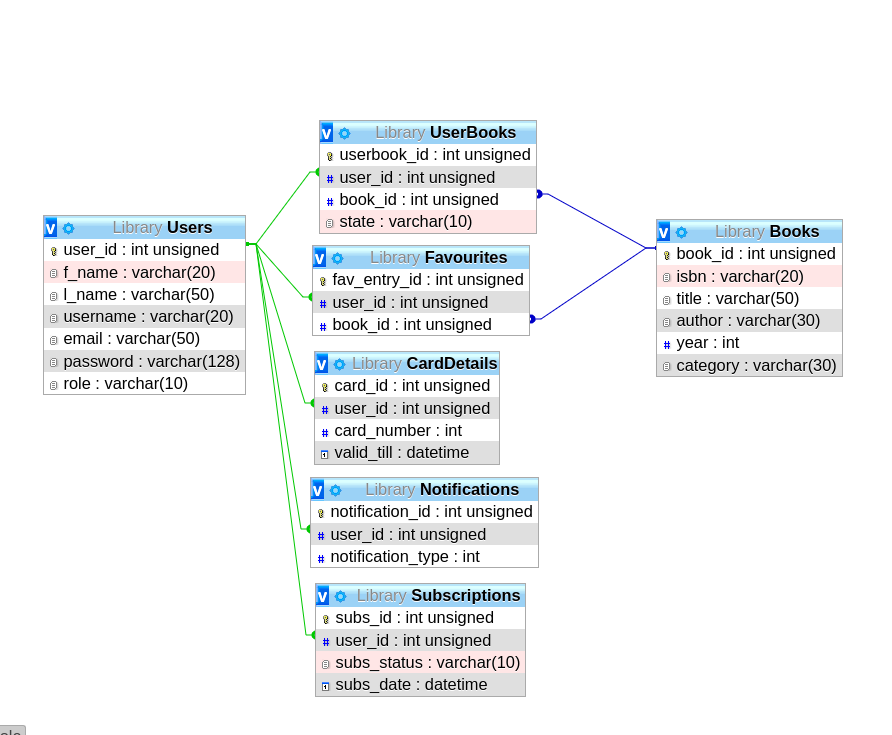 Library Users
user_id : int unsigned
f_name : varchar(20)
l_name : varchar(50)
username : varchar(20)
email : varchar(50)
password : varchar(128)
role : varchar(10)
Library UserBooks
userbook_id : int unsigned
user_id : int unsigned
book_id : int unsigned
state : varchar(10)
Library Favourites
fav_entry_id : int unsigned
user_id : int unsigned
book_id : int unsigned
Library CardDetails
card_id : int unsigned
user_id : int unsigned
card_number : int
valid_till : datetime
Library Notifications
notification_id : int unsigned
user_id : int unsigned
notification_type : int
Library Subscriptions
subs_id : int unsigned
user_id : int unsigned
subs_status : varchar(10)
subs_date : datetime
Library Books
book_id : int unsigned
isbn : varchar(20)
title : varchar(50)
author : varchar(30)
year : int
category : varchar(30)